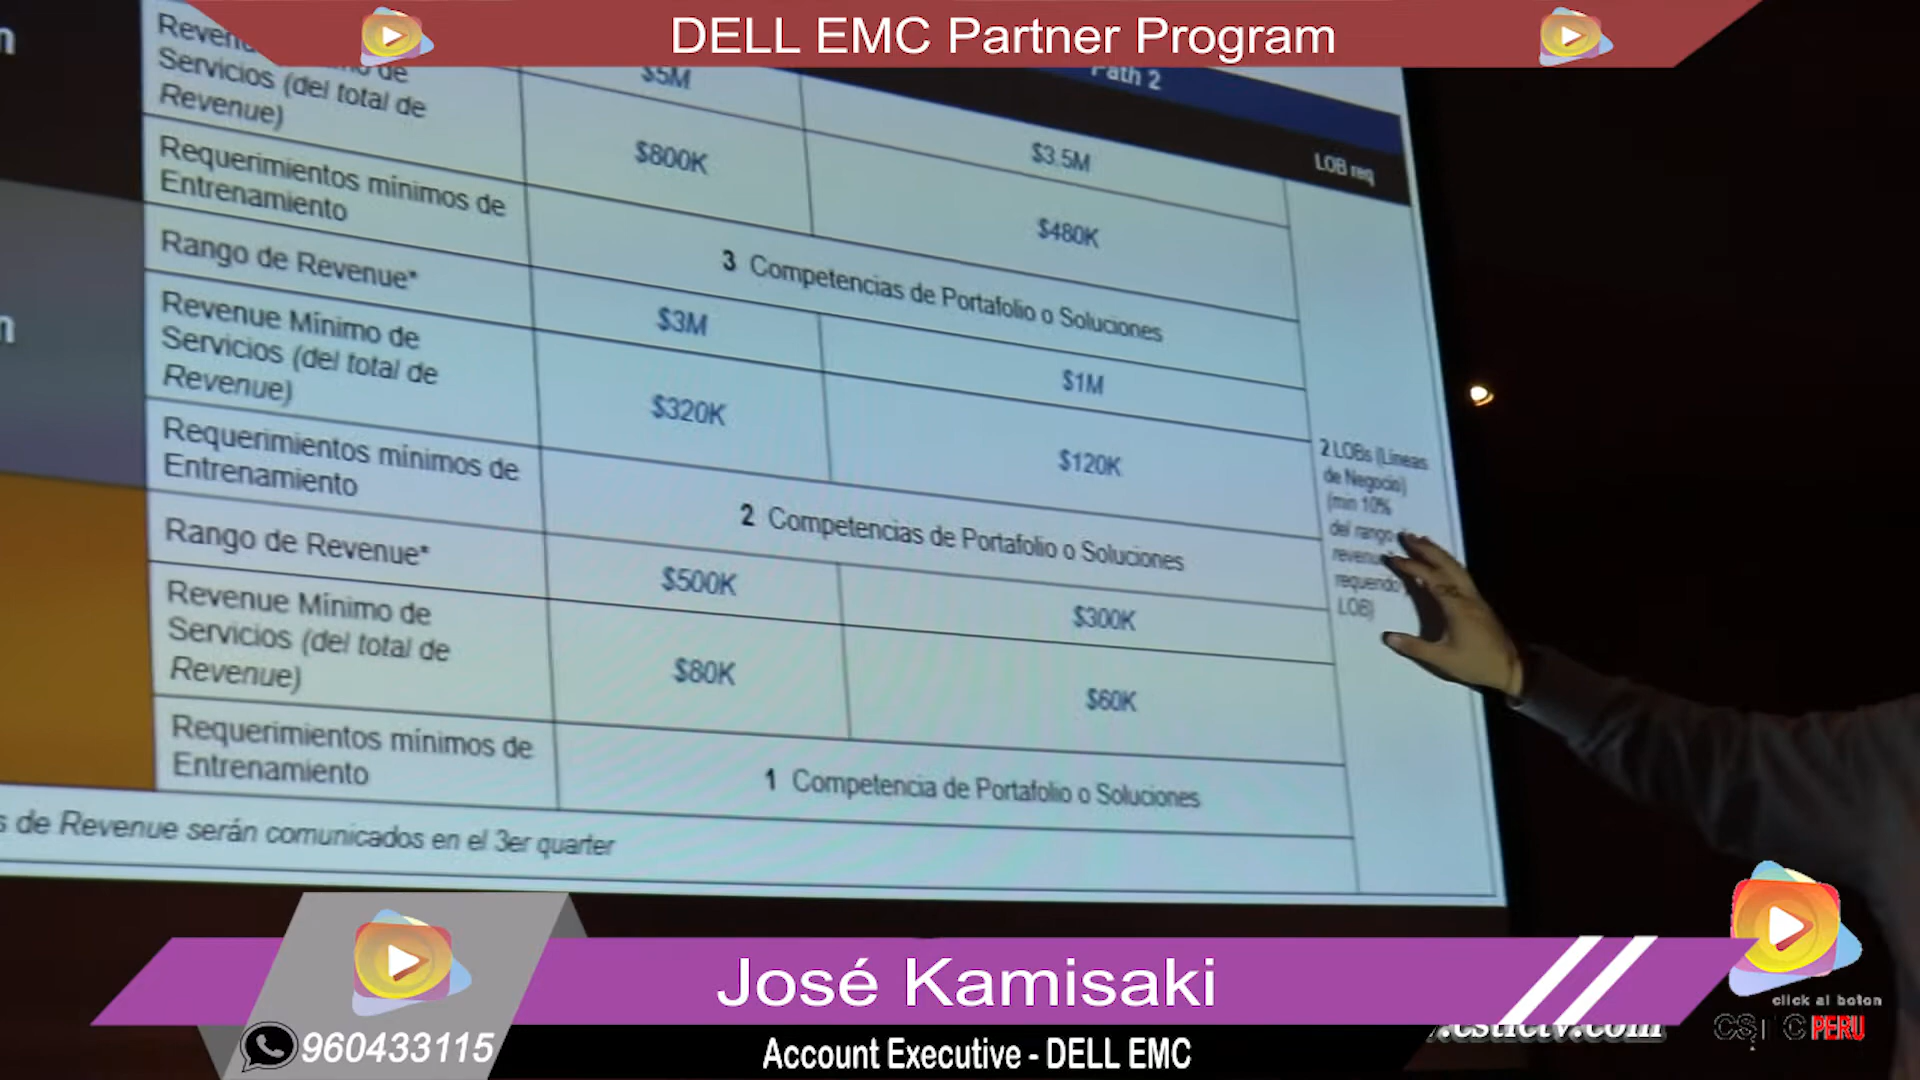 DELL EMC Partner Program
Path 2
LOB req
$5M
$3.5M
Servicios (del total de
Revenue)
$800K
$480K
Requerimientos mínimos de
Entrenamiento
3 Competencias de Portafolio o Soluciones
Rango de Revenue*
$3M
$1M
Revenue Mínimo de
Servicios (del total de
Revenue)
$320K
$120K
Requerimientos mínimos de
Entrenamiento
2 Competencias de Portafolio o Soluciones
Rango de Revenue*
$500K
$300K
Revenue Mínimo de
Servicios (del total de
Revenue)
$80K
$60K
Requerimientos mínimos de
Entrenamiento
1 Competencia de Portafolio o Soluciones
2 LOBs (Líneas
de Negocio)
(min 10%
del rango
LOB)
de Revenue serán comunicados en el 3er quarter
José Kamisaki
960433115
Account Executive - DELL EMC
click al boton
PERU